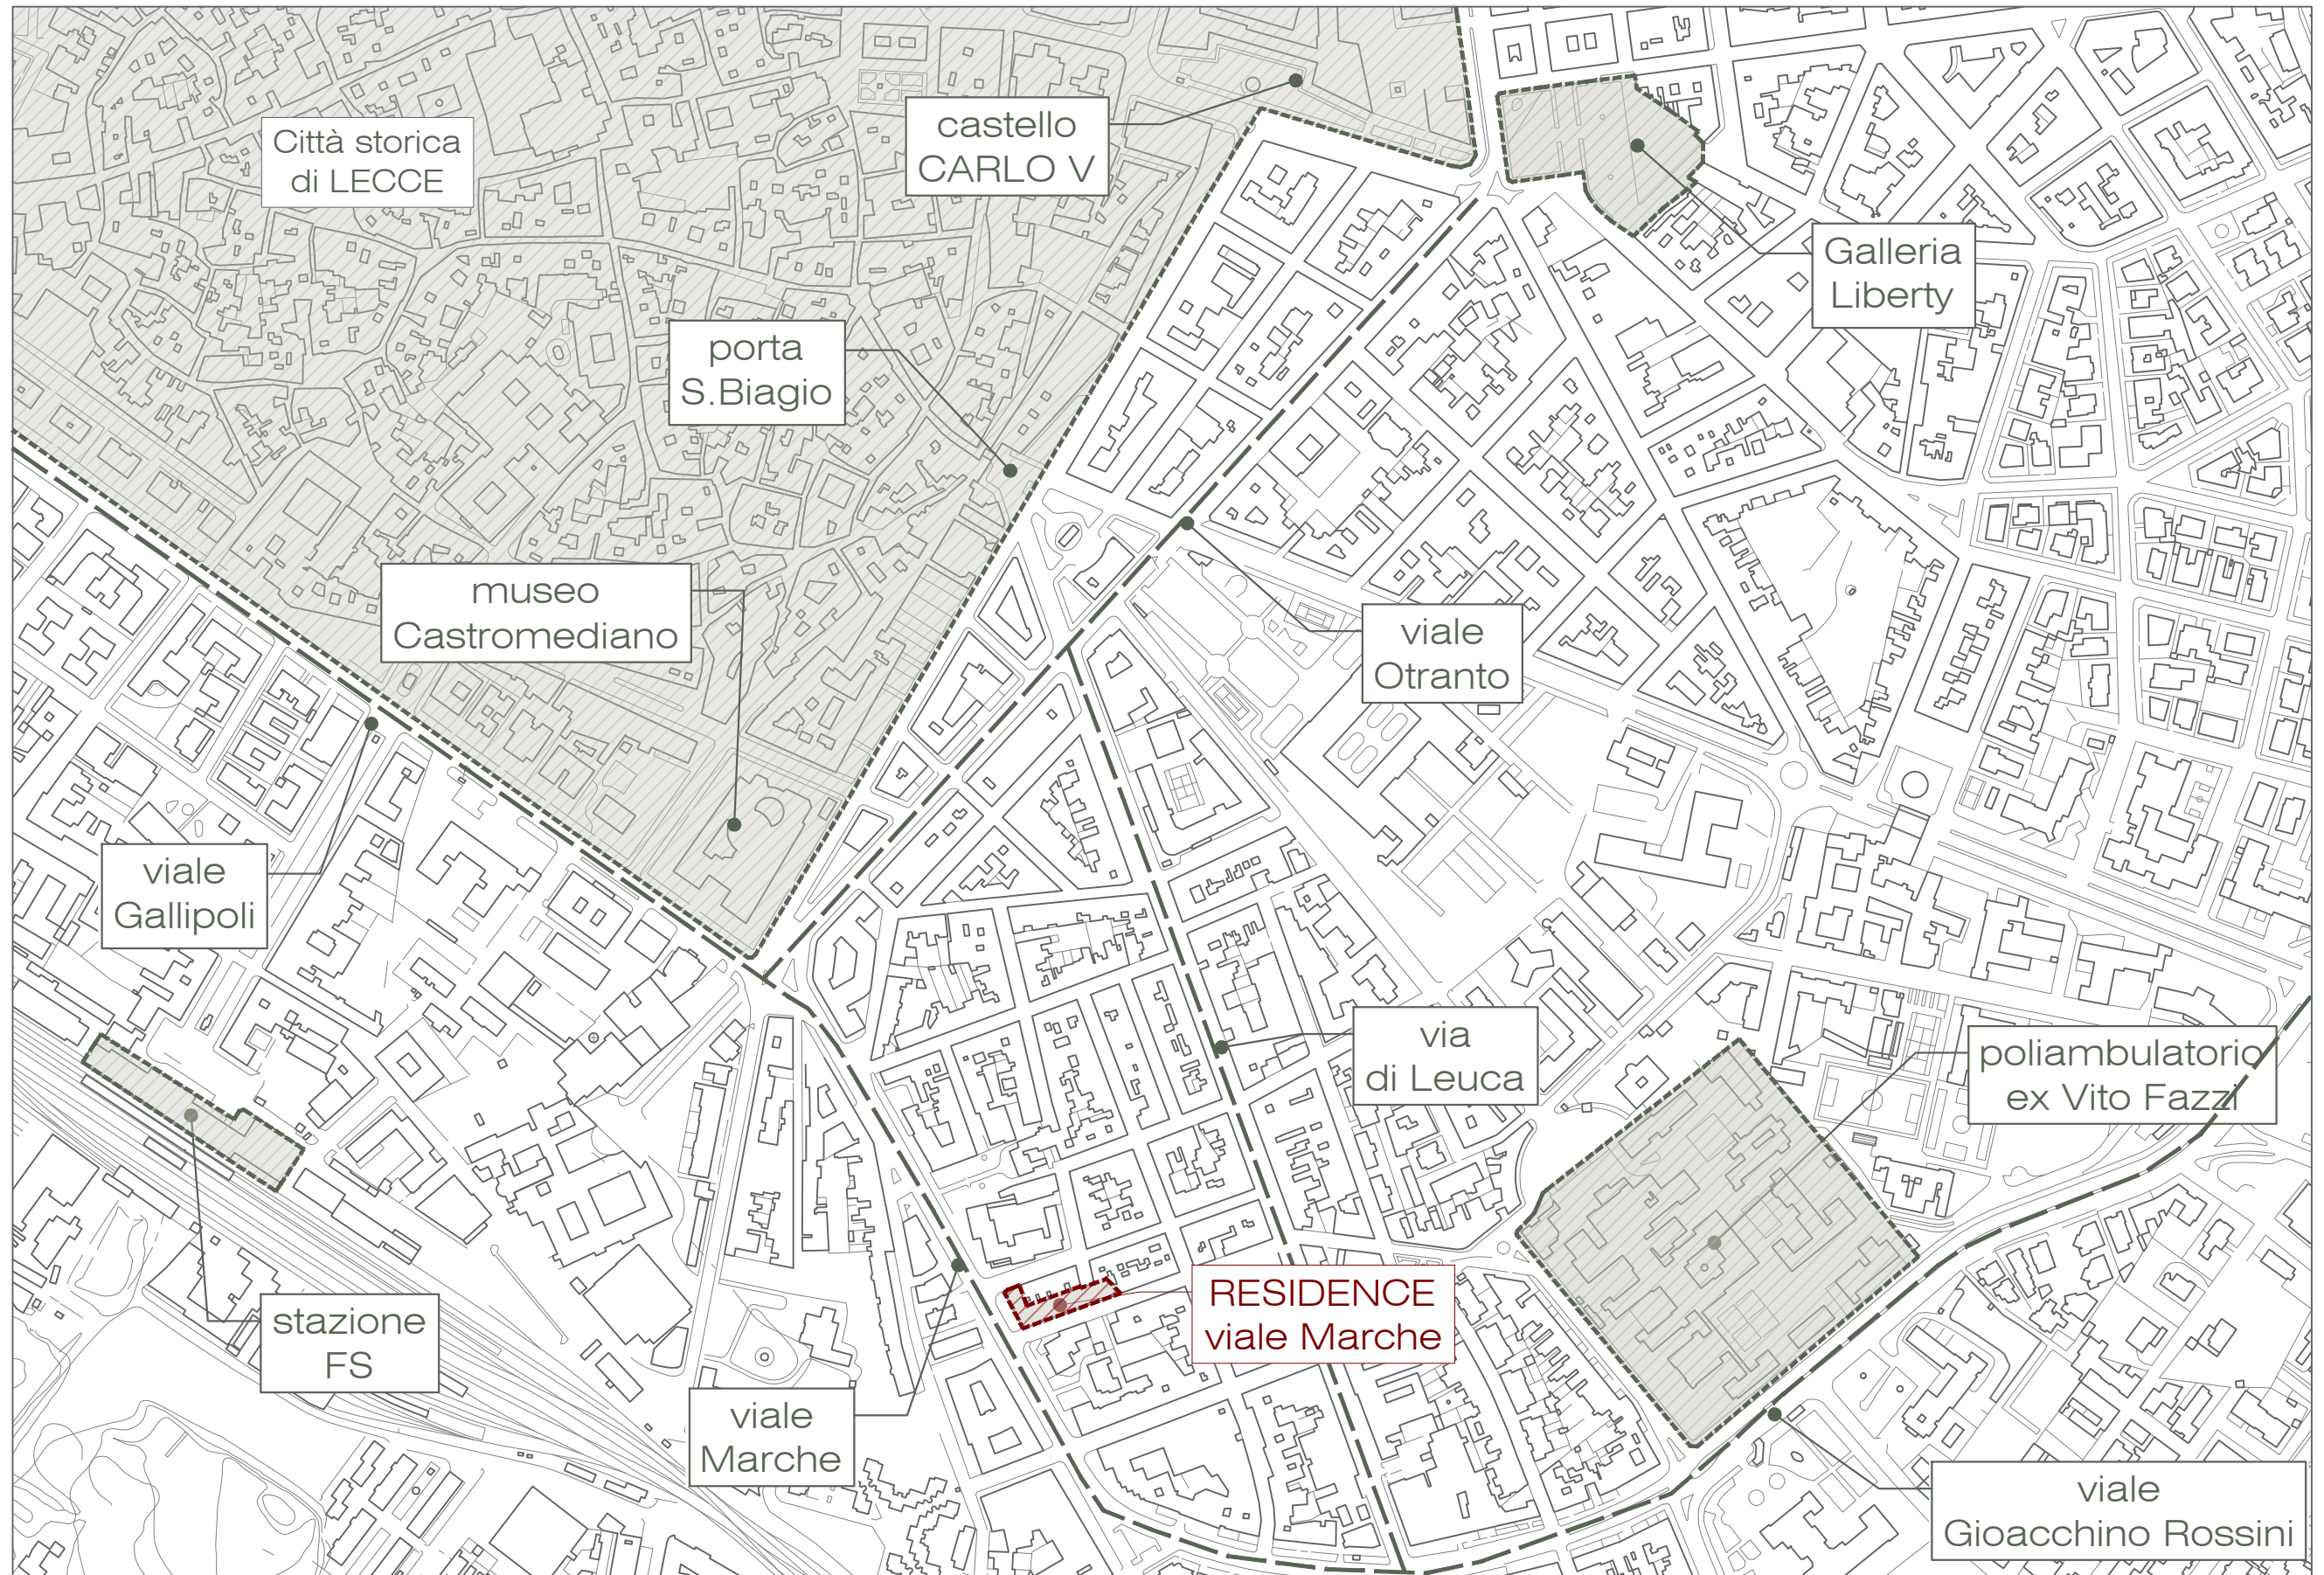 castello
CARLO V
Città storica
di LECCE
Galleria
Liberty
porta
S.Biagio
museo
Castromediano
viale
Otranto
viale
Gallipoli
via
di Leuca
poliambulatorio
ex Vito Fazzi
RESIDENCE
viale Marche
stazione
FS
viale
Marche
viale
Gioacchino Rossini